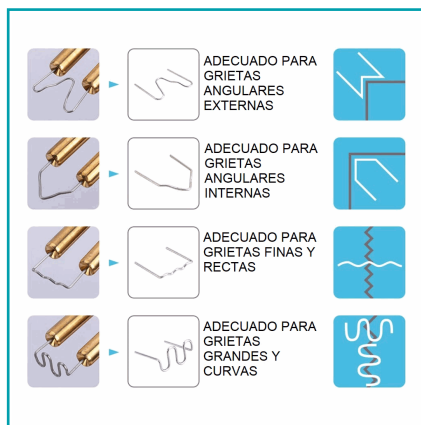 ADECUADO PARA
GRIETAS
ANGULARES
EXTERNAS
ADECUADO PARA
GRIETAS
ANGULARES
INTERNAS
ADECUADO PARA
GRIETAS FINAS Y
RECTAS
ADECUADO PARA
GRIETAS
GRANDES Y
CURVAS